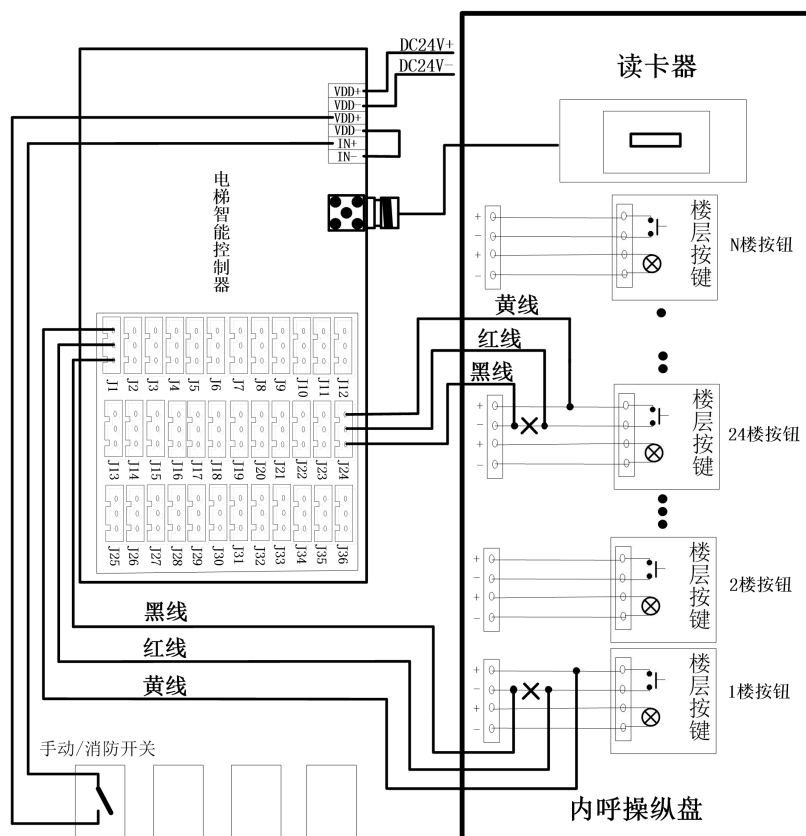 DC24V+
DC24V-
读卡器
VDD+
VDD-
VDD+
VDD-
IN+
IN-
电梯智能控制器
+
-
+
-
楼层按键
N楼按钮
黄线
红线
黑线
J1 J2 J3 J4 J5 J6 J7 J8 J9 J10 J11 J12
+
-
+
-
楼层按键
24楼按钮
J13 J14 J15 J16 J17 J18 J19 J20 J21 J22 J23 J24
J25 J26 J27 J28 J29 J30 J31 J32 J33 J34 J35 J36
+
-
+
-
楼层按键
2楼按钮
黑线
红线
黄线
+
-
+
-
楼层按键
1楼按钮
手动/消防开关
内呼操纵盘